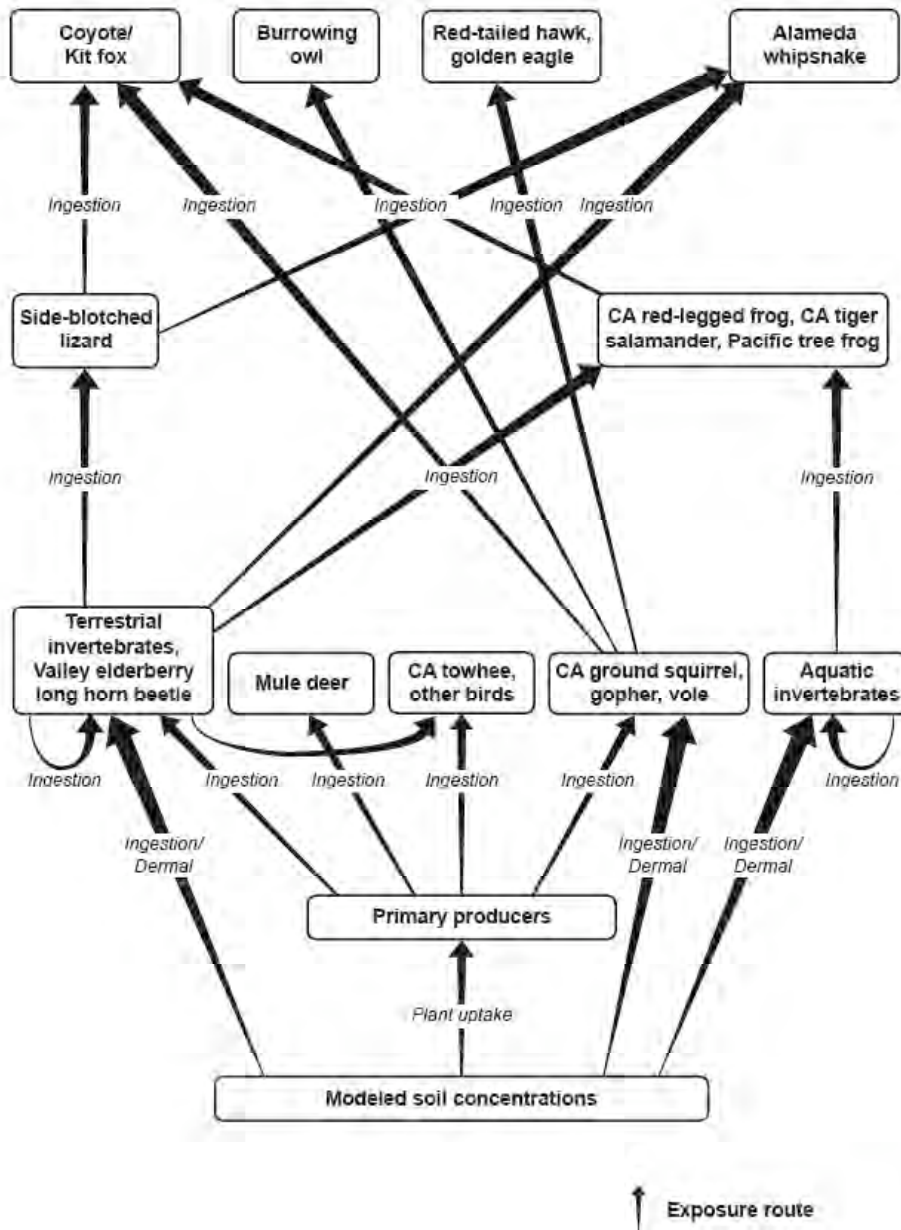 Coyote/
Kit fox
Burrowing
owl
Red-tailed hawk,
golden eagle
Alameda
whipsnake
Ingestion
Ingestion
Ingestion
Ingestion
Ingestion
Side-blotched
lizard
CA red-legged frog, CA tiger
salamander, Pacific tree frog
Ingestion
Ingestion
Ingestion
Terrestrial
invertebrates,
Valley elderberry
long horn beetle
Mule deer
CA towhee,
other birds
CA ground squirrel,
gopher, vole
Aquatic
invertebrates
Ingestion
Ingestion
Ingestion
Ingestion
Ingestion
Ingestion
Ingestion/
Dermal
Ingestion/
Dermal
Ingestion/
Dermal
Primary producers
Plant uptake
Modeled soil concentrations
Exposure route